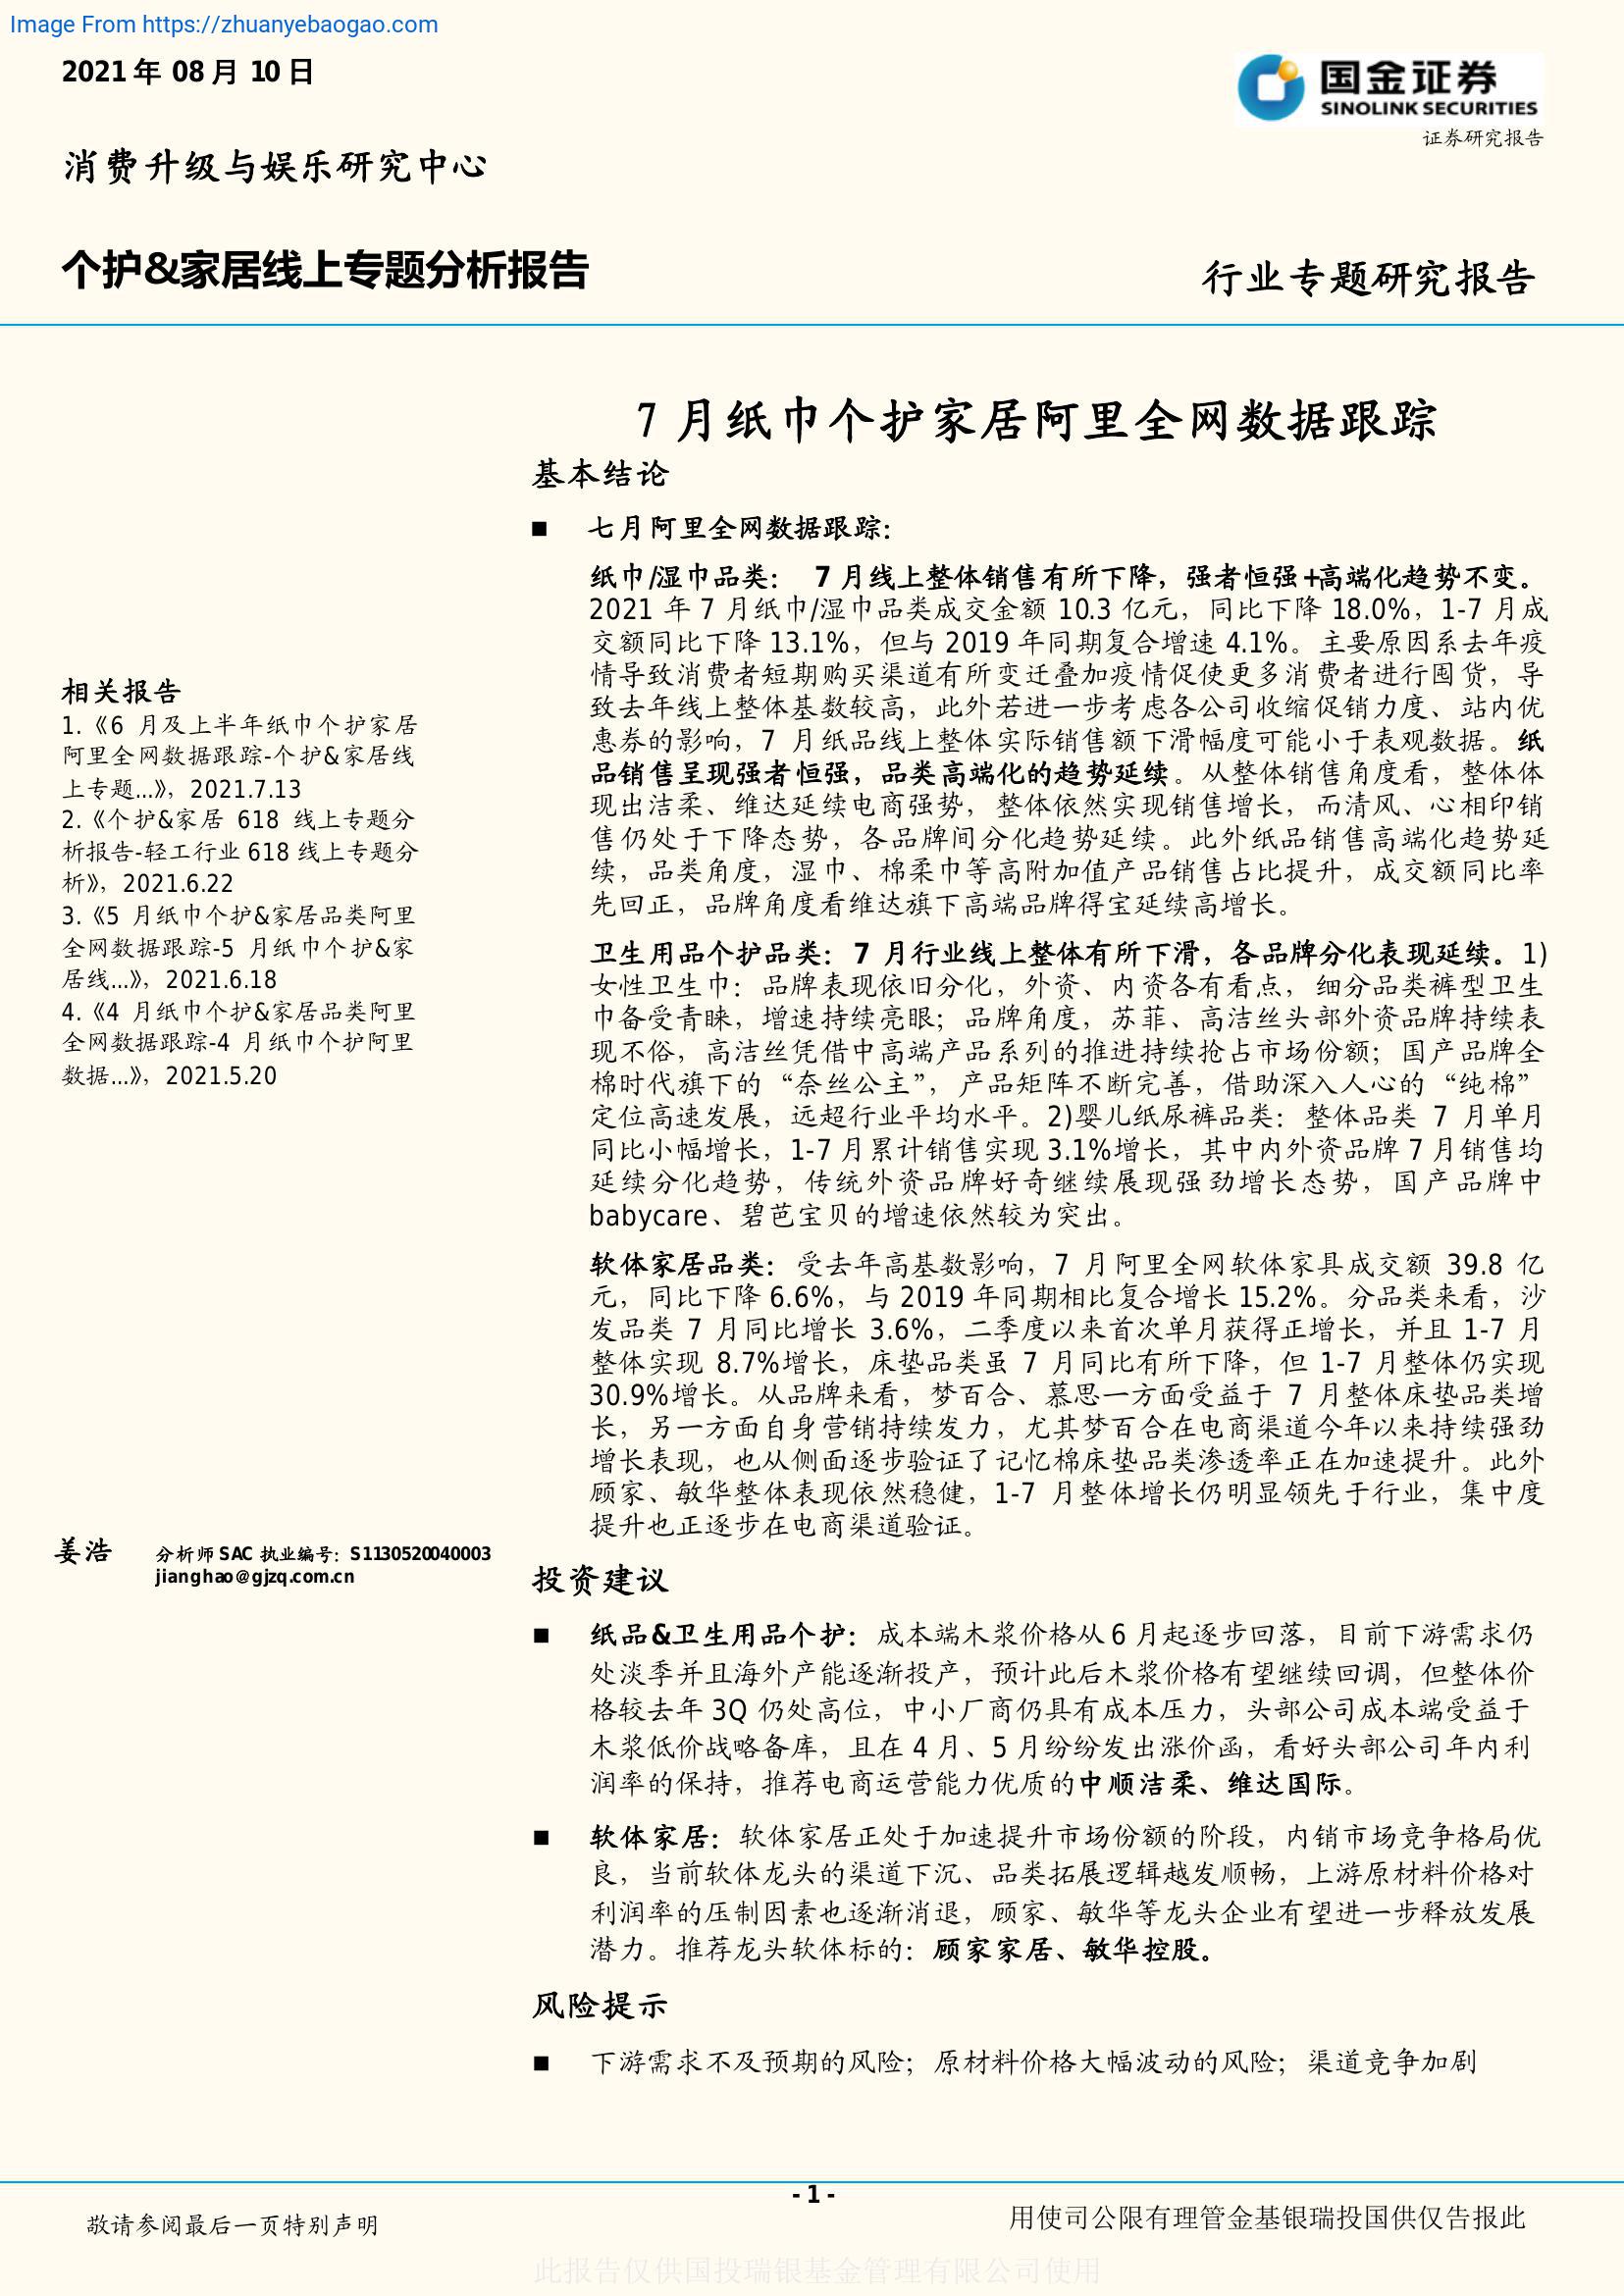 Image From https://zhuanyebaogao.com
2021 年 08 月 10 日
国金证券
SINOLINK SECURITIES
证券研究报告
消费升级与娱乐研究中心
个护&家居线上专题分析报告
行业专题研究报告
7 月纸巾个护家居阿里全网数据跟踪
基本结论
■ 七月阿里全网数据跟踪：
纸巾/湿巾品类： 7 月线上整体销售有所下降，强者恒强+高端化趋势不变。
2021 年 7 月纸巾/湿巾品类成交金额 10.3 亿元，同比下降 18.0%，1-7 月成
交额同比下降 13.1%，但与 2019 年同期复合增速 4.1%。主要原因系去年疫
情导致消费者短期购买渠道有所变迁叠加疫情促使更多消费者进行囤货，导
致去年线上整体基数较高，此外若进一步考虑各公司收缩促销力度、站内优
惠券的影响，7 月纸品线上整体实际销售额下滑幅度可能小于表观数据。纸
品销售呈现强者恒强，品类高端化的趋势延续。从整体销售角度看，整体体
现出洁柔、维达延续电商强势，整体依然实现销售增长，而清风、心相印销
售仍处于下降态势，各品牌间分化趋势延续。此外纸品销售高端化趋势延
续，品类角度，湿巾、棉柔巾等高附加值产品销售占比提升，成交额同比率
先回正，品牌角度看维达旗下高端品牌得宝延续高增长。
卫生用品个护品类：7 月行业线上整体有所下滑，各品牌分化表现延续。1)
女性卫生巾：品牌表现依旧分化，外资、内资各有看点，细分品类裤型卫生
巾备受青睐，增速持续亮眼；品牌角度，苏菲、高洁丝头部外资品牌持续表
现不俗，高洁丝凭借中高端产品系列的推进持续抢占市场份额；国产品牌全
棉时代旗下的“奈丝公主”，产品矩阵不断完善，借助深入人心的“纯棉”
定位高速发展，远超行业平均水平。2)婴儿纸尿裤品类：整体品类 7 月单月
同比小幅增长，1-7 月累计销售实现 3.1%增长，其中内外资品牌 7 月销售均
延续分化趋势，传统外资品牌好奇继续展现强劲增长态势，国产品牌中
babycare、碧芭宝贝的增速依然较为突出。
软体家居品类：受去年高基数影响，7 月阿里全网软体家具成交额 39.8 亿
元，同比下降 6.6%，与 2019 年同期相比复合增长 15.2%。分品类来看，沙
发品类 7 月同比增长 3.6%，二季度以来首次单月获得正增长，并且 1-7 月
整体实现 8.7%增长，床垫品类虽 7 月同比有所下降，但 1-7 月整体仍实现
30.9%增长。从品牌来看，梦百合、慕思一方面受益于 7 月整体床垫品类增
长，另一方面自身营销持续发力，尤其梦百合在电商渠道今年以来持续强劲
增长表现，也从侧面逐步验证了记忆棉床垫品类渗透率正在加速提升。此外
顾家、敏华整体表现依然稳健，1-7 月整体增长仍明显领先于行业，集中度
提升也正逐步在电商渠道验证。
投资建议
■ 纸品&卫生用品个护：成本端木浆价格从 6 月起逐步回落，目前下游需求仍
处淡季并且海外产能逐渐投产，预计此后木浆价格有望继续回调，但整体价
格较去年 3Q 仍处高位，中小厂商仍具有成本压力，头部公司成本端受益于
木浆低价战略备库，且在 4 月、5 月纷纷发出涨价函，看好头部公司年内利
润率的保持，推荐电商运营能力优质的中顺洁柔、维达国际。
■ 软体家居：软体家居正处于加速提升市场份额的阶段，内销市场竞争格局优
良，当前软体龙头的渠道下沉、品类拓展逻辑越发顺畅，上游原材料价格对
利润率的压制因素也逐渐消退，顾家、敏华等龙头企业有望进一步释放发展
潜力。推荐龙头软体标的：顾家家居、敏华控股。
风险提示
■ 下游需求不及预期的风险；原材料价格大幅波动的风险；渠道竞争加剧
相关报告
1.《6 月及上半年纸巾个护家居
阿里全网数据跟踪-个护&家居线
上专题...》，2021.7.13
2.《个护&家居 618 线上专题分
析报告-轻工行业 618 线上专题分
析》，2021.6.22
3.《5 月纸巾个护&家居品类阿里
全网数据跟踪-5 月纸巾个护&家
居线...》，2021.6.18
4.《4 月纸巾个护&家居品类阿里
全网数据跟踪-4 月纸巾个护阿里
数据...》，2021.5.20
姜浩 分析师 SAC 执业编号：S1130520040003
jianghao@gjzq.com.cn
- 1 -
敬请参阅最后一页特别声明
用使司公限有理管金基银瑞投国供仅告报此
此报告仅供国投瑞银基金管理有限公司使用